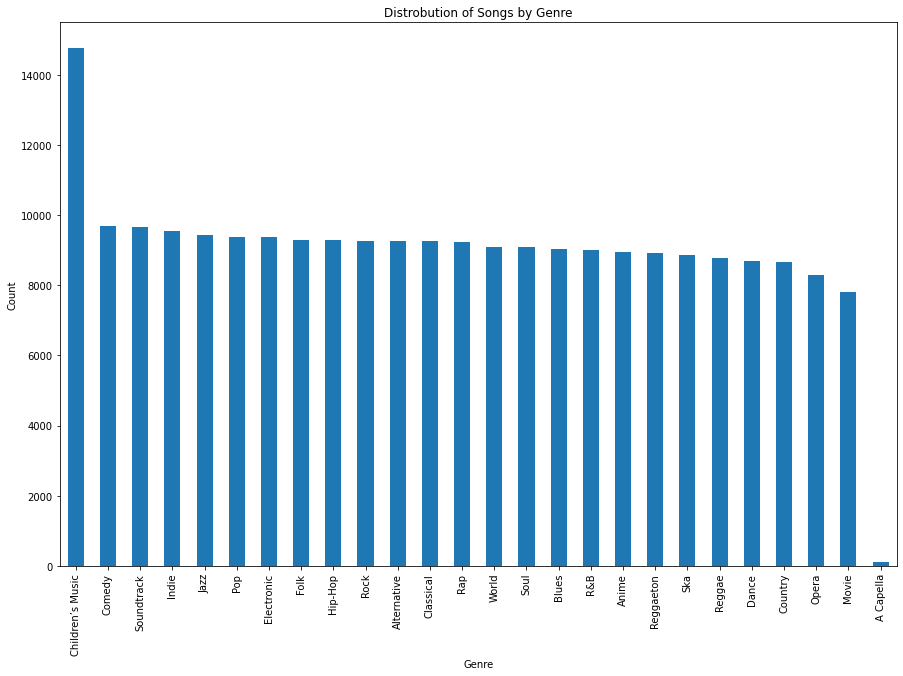 Distrobution of Songs by Genre
Count
14000
12000
10000
8000
6000
4000
2000
0
Children's Music
Comedy
Soundtrack
Indie
Jazz
Pop
Electronic
Folk
Hip-Hop
Rock
Alternative
Classical
Rap
World
Soul
Blues
R&B
Anime
Reggaeton
Ska
Reggae
Dance
Country
Opera
Movie
A Capella
Genre